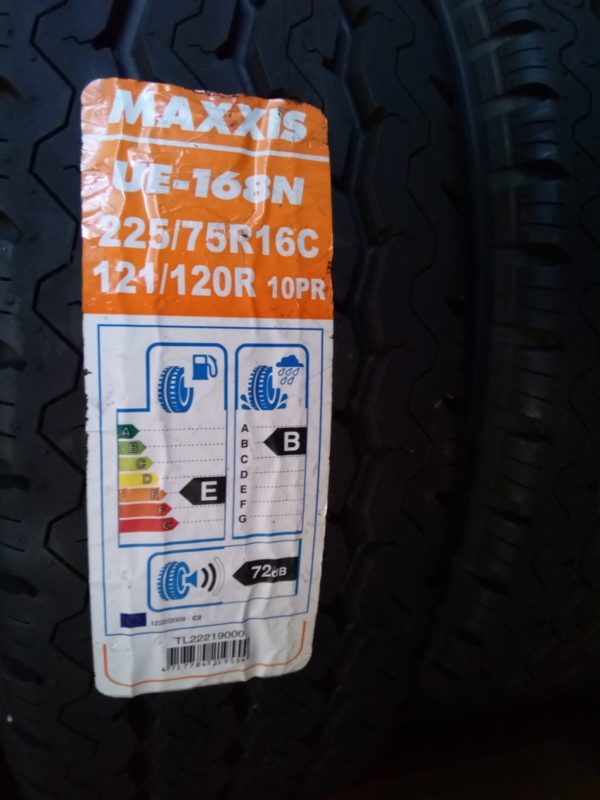 MAXXIS
UE-168N
225/75R16C
121/120R 10PR
A
B
C
D
E
F
G
E
A
B
C
D
E
F
G
B
72dB
1222/2009 - C2
TL22219000